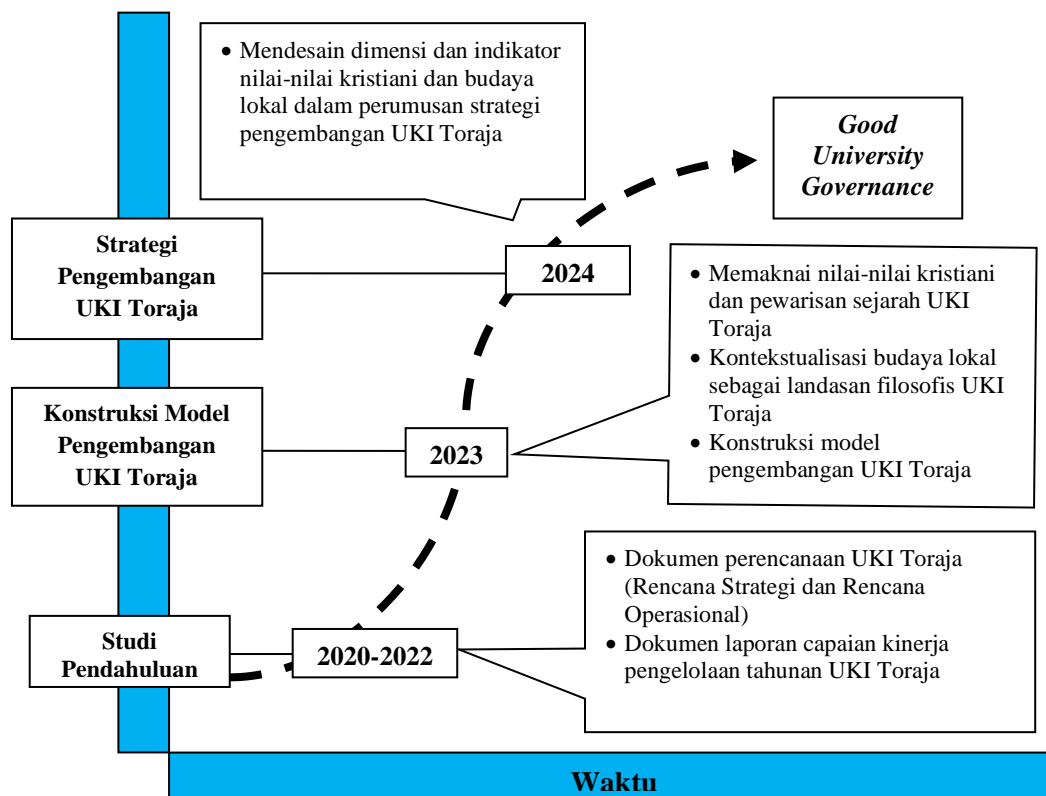 • Mendesain dimensi dan indikator
nilai-nilai kristiani dan budaya
lokal dalam perumusan strategi
pengembangan UKI Toraja
Good
University
Governance
Strategi
Pengembangan
UKI Toraja
2024
• Memaknai nilai-nilai kristiani
dan pewarisan sejarah UKI
Toraja
• Kontekstualisasi budaya lokal
sebagai landasan filosofis UKI
Toraja
• Konstruksi model
pengembangan UKI Toraja
Konstruksi Model
Pengembangan
UKI Toraja
2023
• Dokumen perencanaan UKI Toraja
(Rencana Strategi dan Rencana
Operasional)
• Dokumen laporan capaian kinerja
pengelolaan tahunan UKI Toraja
Studi
Pendahuluan
2020-2022
Waktu